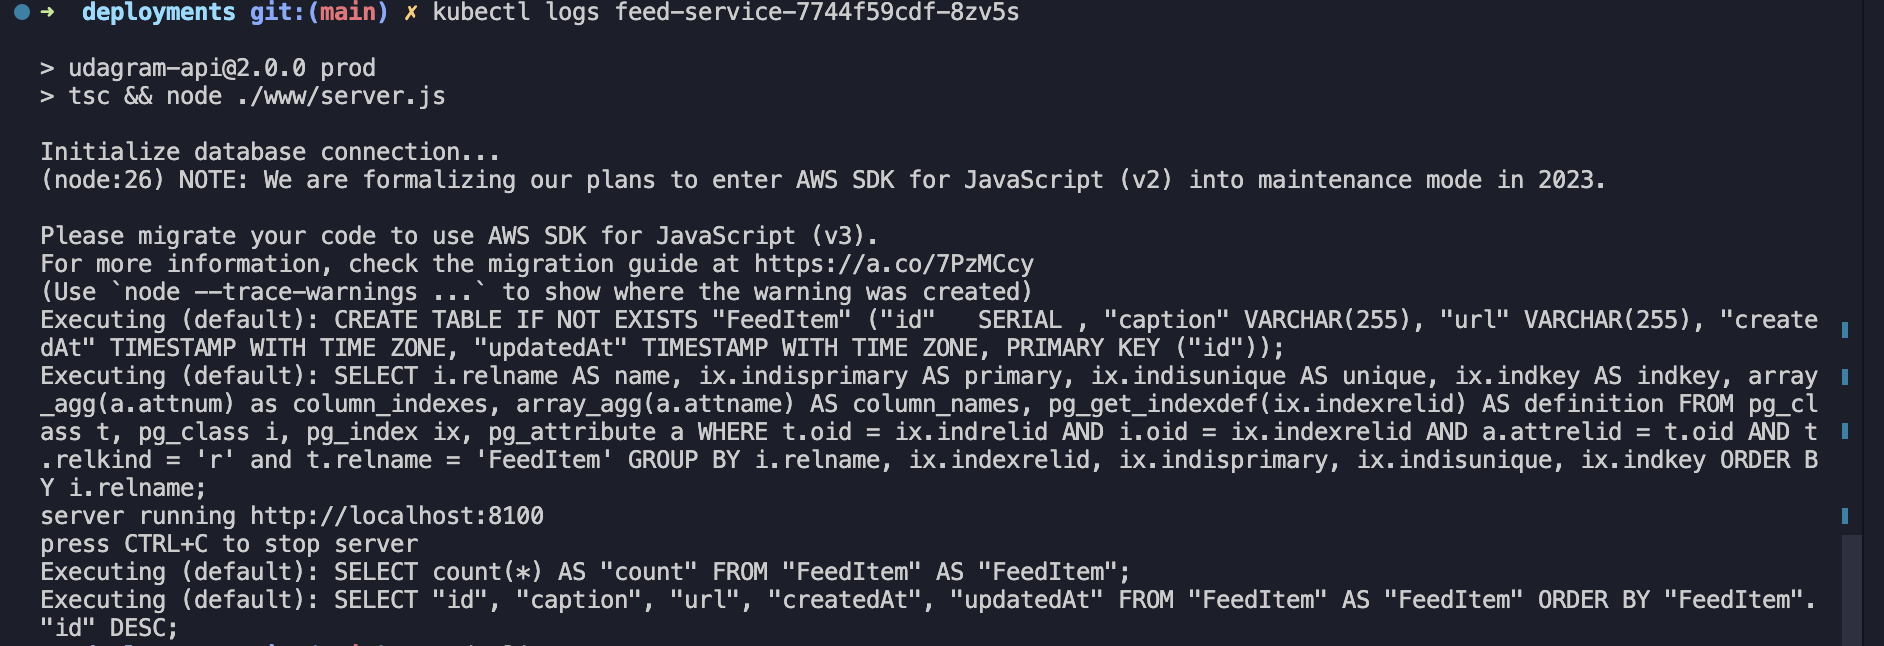 ➜  deployments git:(main) ✗ kubectl logs feed-service-7744f59cdf-8zv5s
> udagram-api@2.0.0 prod
> tsc && node ./www/server.js
Initialize database connection...
(node:26) NOTE: We are formalizing our plans to enter AWS SDK for JavaScript (v2) into maintenance mode in 2023.
Please migrate your code to use AWS SDK for JavaScript (v3).
For more information, check the migration guide at https://a.co/7PzMCcy
(Use `node --trace-warnings ...` to show where the warning was created)
Executing (default): CREATE TABLE IF NOT EXISTS "FeedItem" ("id"   SERIAL , "caption" VARCHAR(255), "url" VARCHAR(255), "create
dAt" TIMESTAMP WITH TIME ZONE, "updatedAt" TIMESTAMP WITH TIME ZONE, PRIMARY KEY ("id"));
Executing (default): SELECT i.relname AS name, ix.indisprimary AS primary, ix.indisunique AS unique, ix.indkey AS indkey, array
_agg(a.attnum) as column_indexes, array_agg(a.attname) AS column_names, pg_get_indexdef(ix.indexrelid) AS definition FROM pg_cl
ass t, pg_class i, pg_index ix, pg_attribute a WHERE t.oid = ix.indrelid AND i.oid = ix.indexrelid AND a.attrelid = t.oid AND t
.relkind = 'r' and t.relname = 'FeedItem' GROUP BY i.relname, ix.indexrelid, ix.indisprimary, ix.indisunique, ix.indkey ORDER B
Y i.relname;
server running http://localhost:8100
press CTRL+C to stop server
Executing (default): SELECT count(*) AS "count" FROM "FeedItem" AS "FeedItem";
Executing (default): SELECT "id", "caption", "url", "createdAt", "updatedAt" FROM "FeedItem" AS "FeedItem" ORDER BY "FeedItem".
"id" DESC;